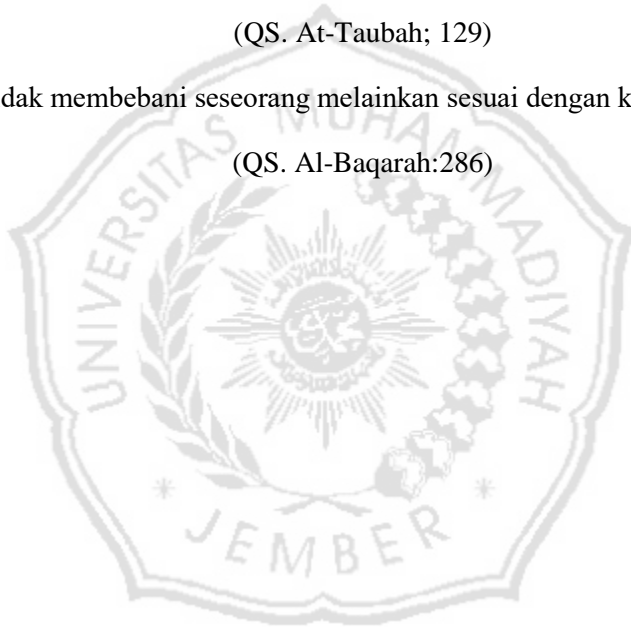 (QS. At-Taubah; 129)
dak membebani seseorang melainkan sesuai dengan k
(QS. Al-Baqarah:286)
UNIVERSITAS MUHAMMADIYAH
JEMBER